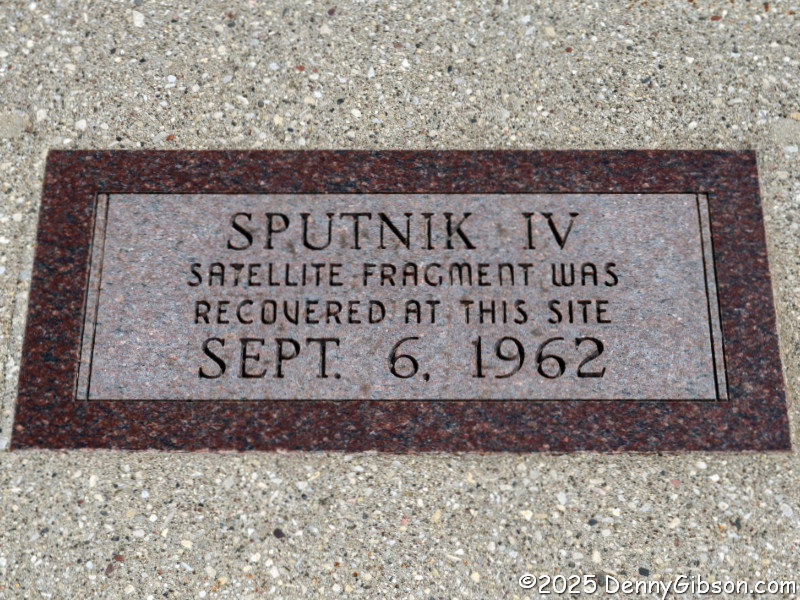 SPUTNIK IV
SATELLITE FRAGMENT WAS
RECOVERED AT THIS SITE
SEPT. 6, 1962
©2025 DennyGibson.com